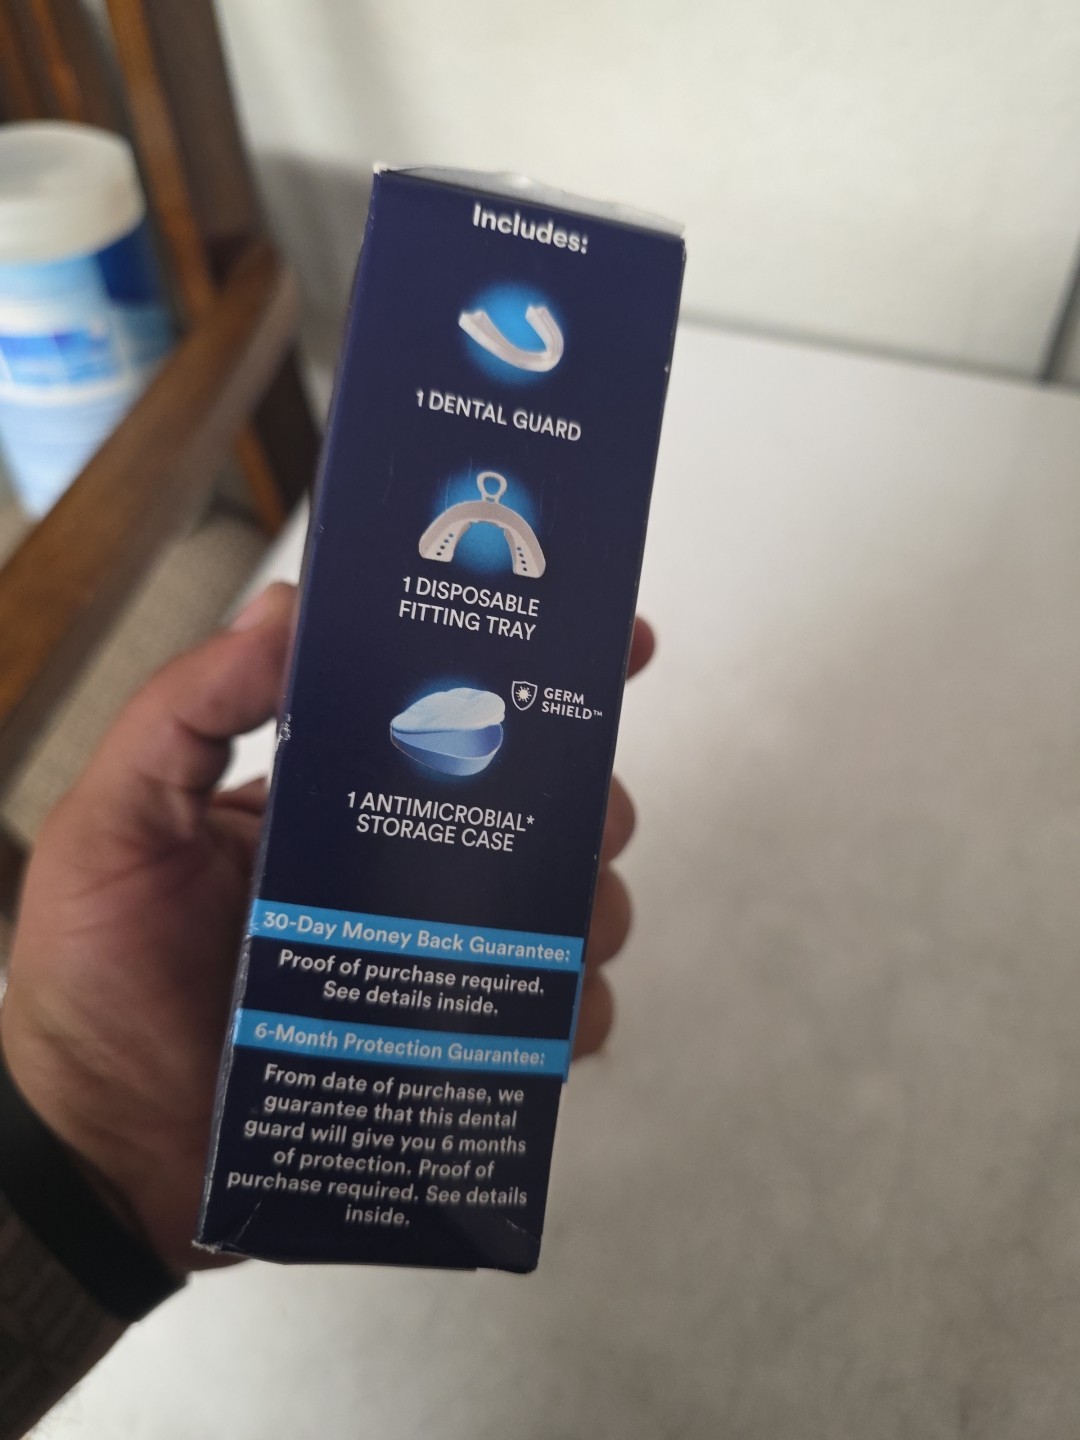 Includes:
1 DENTAL GUARD
1 DISPOSABLE
FITTING TRAY
GERM
SHIELD™
1 ANTIMICROBIAL*
STORAGE CASE
30-Day Money Back Guarantee:
Proof of purchase required.
See details inside.
6-Month Protection Guarantee:
From date of purchase, we
guarantee that this dental
guard will give you 6 months
of protection. Proof of
purchase required. See details
inside.